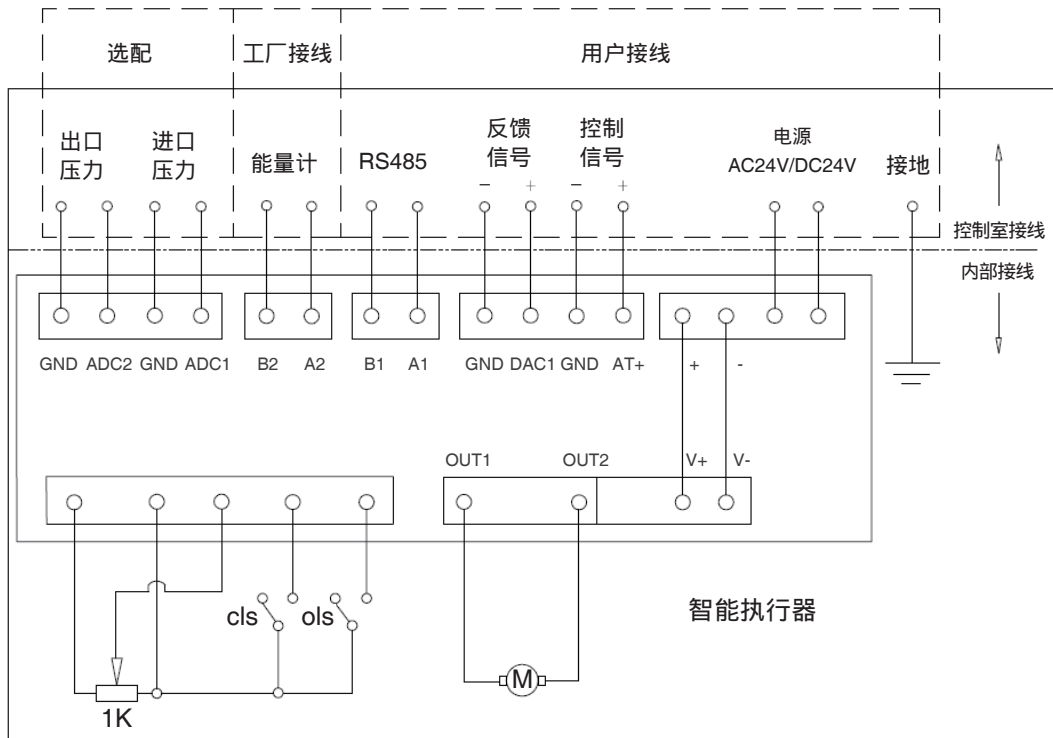 选配
工厂接线
用户接线
出口
压力
进口
压力
能量计
RS485
反馈
信号
控制
信号
电源
AC24V/DC24V
接地
− + − +
控制室接线
内部接线
GND ADC2 GND ADC1
B2 A2
B1 A1
GND DAC1 GND AT+
+ -
OUT1 OUT2 V+ V-
cls
ols
智能执行器
M
1K